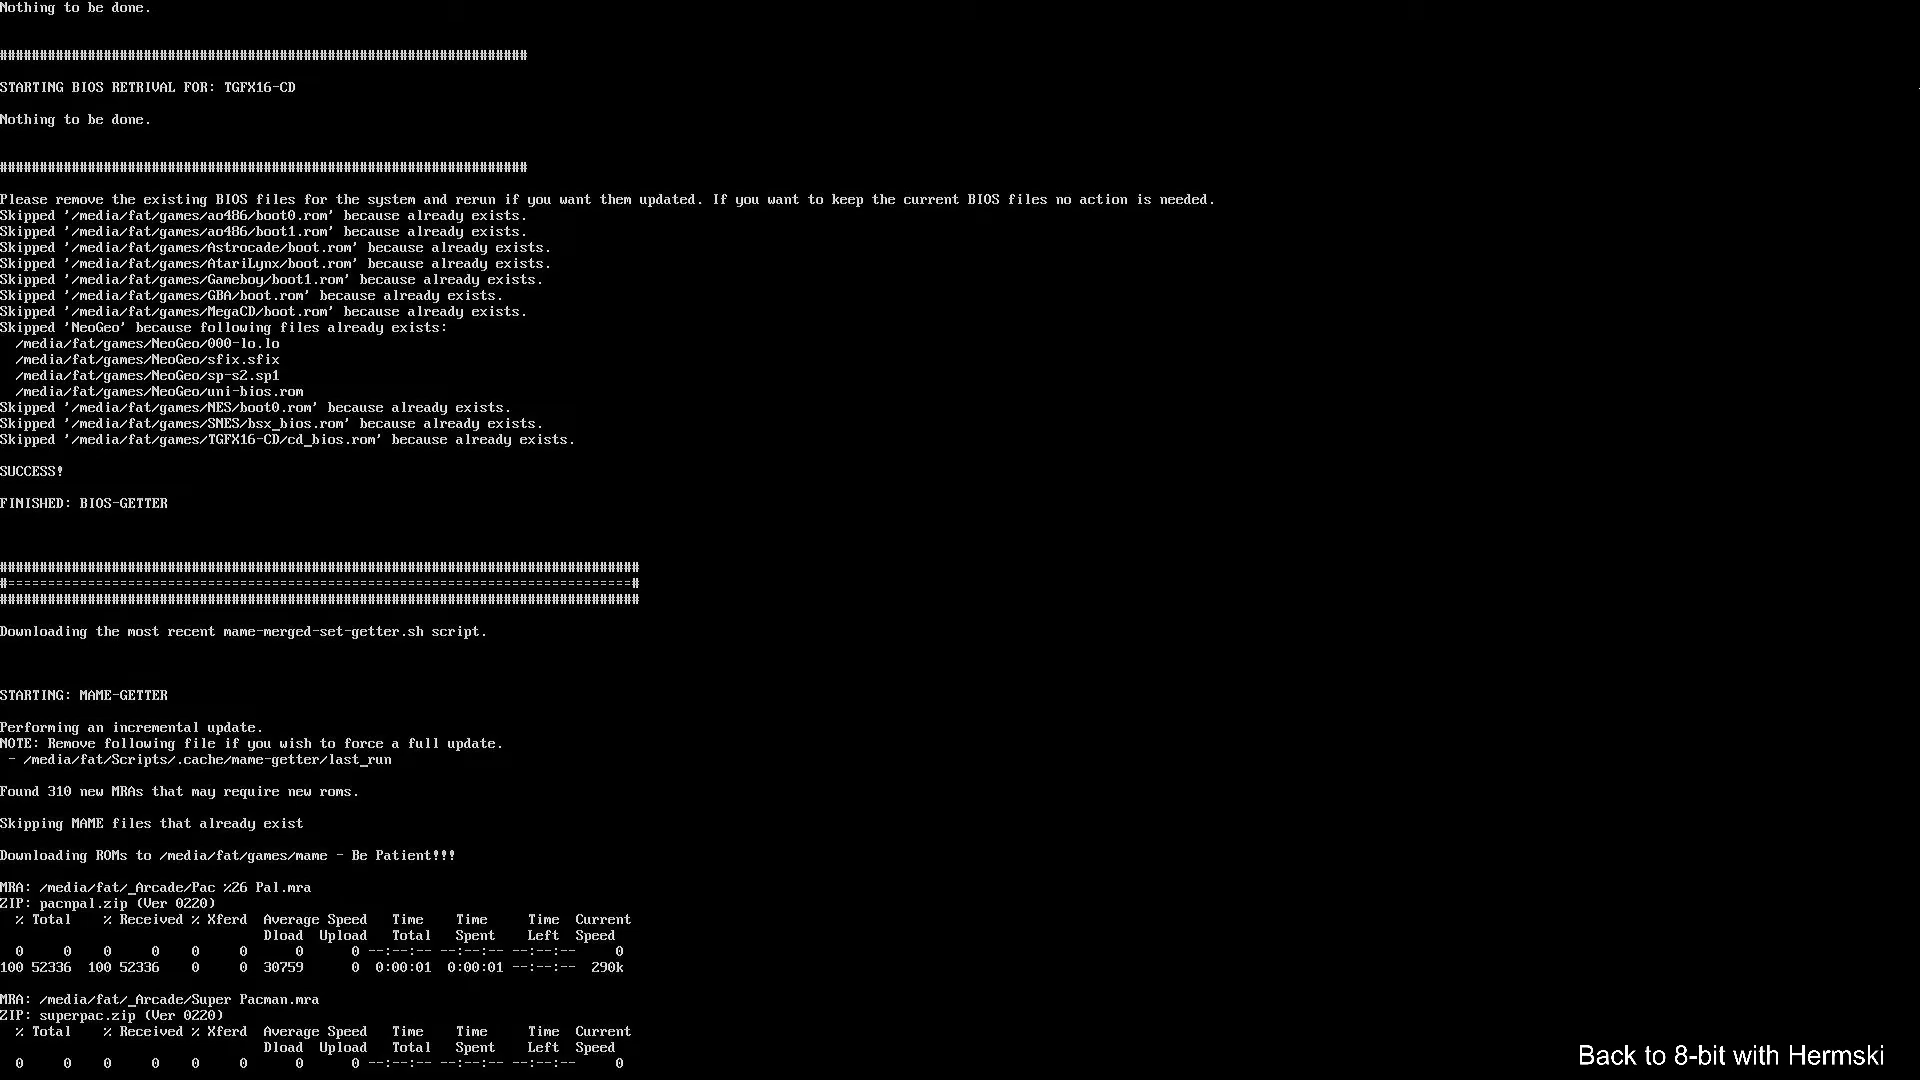 Nothing to be done.
##################################################################
STARTING BIOS RETRIVAL FOR: TGFX16-CD
Nothing to be done.
##################################################################
Please remove the existing BIOS files for the system and rerun if you want them updated. If you want to keep the current BIOS files no action is needed.
Skipped '/media/fat/games/ao486/boot0.rom' because already exists.
Skipped '/media/fat/games/ao486/boot1.rom' because already exists.
Skipped '/media/fat/games/Astrocade/boot.rom' because already exists.
Skipped '/media/fat/games/AtariLynx/boot.rom' because already exists.
Skipped '/media/fat/games/Gameboy/boot1.rom' because already exists.
Skipped '/media/fat/games/GBA/boot.rom' because already exists.
Skipped '/media/fat/games/MegaCD/boot.rom' because already exists.
Skipped 'NeoGeo' because following files already exists:
  /media/fat/games/NeoGeo/000-lo.lo
  /media/fat/games/NeoGeo/sfix.sfix
  /media/fat/games/NeoGeo/sp-s2.sp1
  /media/fat/games/NeoGeo/uni-bios.rom
Skipped '/media/fat/games/NES/boot0.rom' because already exists.
Skipped '/media/fat/games/SNES/bsx_bios.rom' because already exists.
Skipped '/media/fat/games/TGFX16-CD/cd_bios.rom' because already exists.
SUCCESS!
FINISHED: BIOS-GETTER
################################################################################
#==============================================================================#
################################################################################
Downloading the most recent mame-merged-set-getter.sh script.
STARTING: MAME-GETTER
Performing an incremental update.
NOTE: Remove following file if you wish to force a full update.
 - /media/fat/Scripts/.cache/mame-getter/last_run
Found 310 new MRAs that may require new roms.
Skipping MAME files that already exist
Downloading ROMs to /media/fat/games/mame - Be Patient!!!
MRA: /media/fat/_Arcade/Pac %26 Pal.mra
ZIP: pacnpal.zip (Ver 0220)
  % Total    % Received % Xferd  Average Speed   Time    Time     Time  Current
                                 Dload  Upload   Total   Spent    Left  Speed
  0     0    0     0    0     0      0      0 --:--:-- --:--:-- --:--:--     0
100 52336  100 52336    0     0  30759      0  0:00:01  0:00:01 --:--:--  290k
MRA: /media/fat/_Arcade/Super Pacman.mra
ZIP: superpac.zip (Ver 0220)
  % Total    % Received % Xferd  Average Speed   Time    Time     Time  Current
                                 Dload  Upload   Total   Spent    Left  Speed
  0     0    0     0    0     0      0      0 --:--:-- --:--:-- --:--:--     0
Back to 8-bit with Hermski